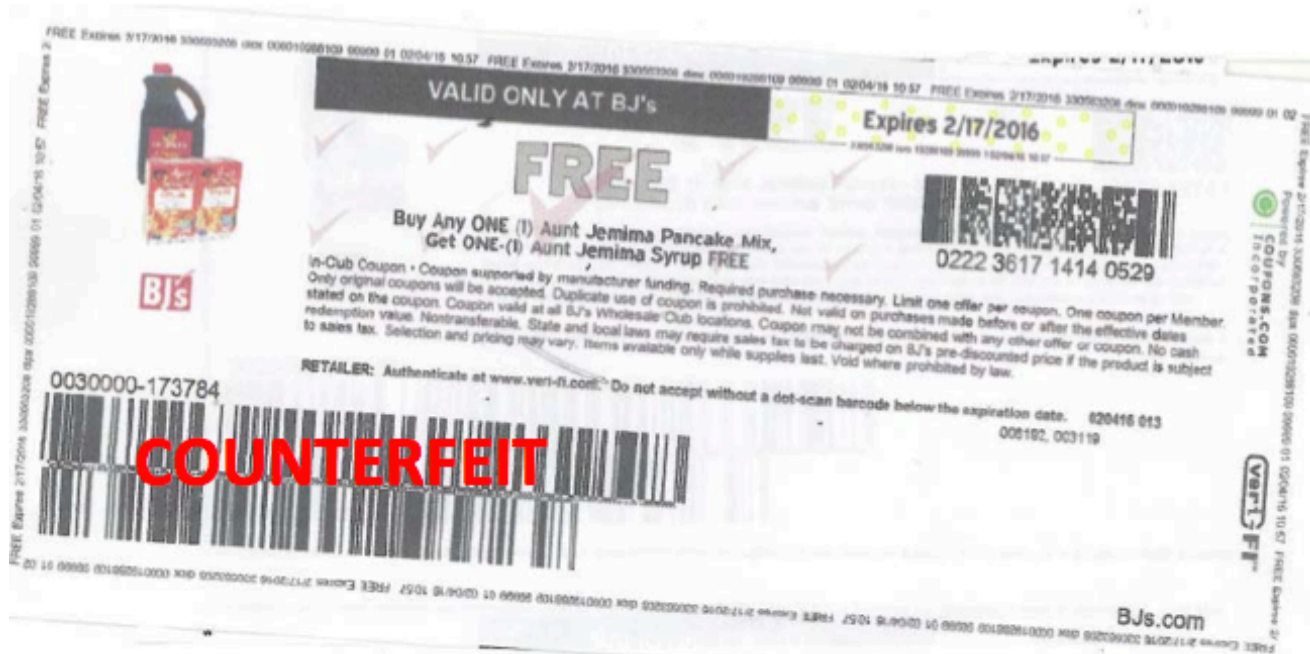 FREE Expires 2/17/2016
Expires 2/17/2016
VALID ONLY AT BJ's
Expires 2/17/2016
FREE
Buy Any ONE (1) Aunt Jemima Pancake Mix,
Get ONE-(1) Aunt Jemima Syrup FREE
0222 3617 1414 0529
Powered by
COUPONS.COM
Incorporated
BJ's
In-Club Coupon • Coupon supported by manufacturer funding. Required purchase necessary. Limit one offer per coupon. One coupon per Member.
Only original coupons will be accepted. Duplicate use of coupon is prohibited. Not valid on purchases made before or after the effective dates
stated on the coupon. Coupon valid at all BJ's Wholesale Club locations. Coupon may not be combined with any other offer or coupon. No cash
redemption value. Nontransferable. State and local laws may require sales tax to be charged on BJ's pre-discounted price if the product is subject
to sales tax. Selection and pricing may vary. Items available only while supplies last. Void where prohibited by law.
RETAILER: Authenticate at www.veri-fi.com. Do not accept without a dot-scan barcode below the expiration date. 020416 013
006192, 003119
0030000-173784
COUNTERFEIT
veri-fi
BJs.com